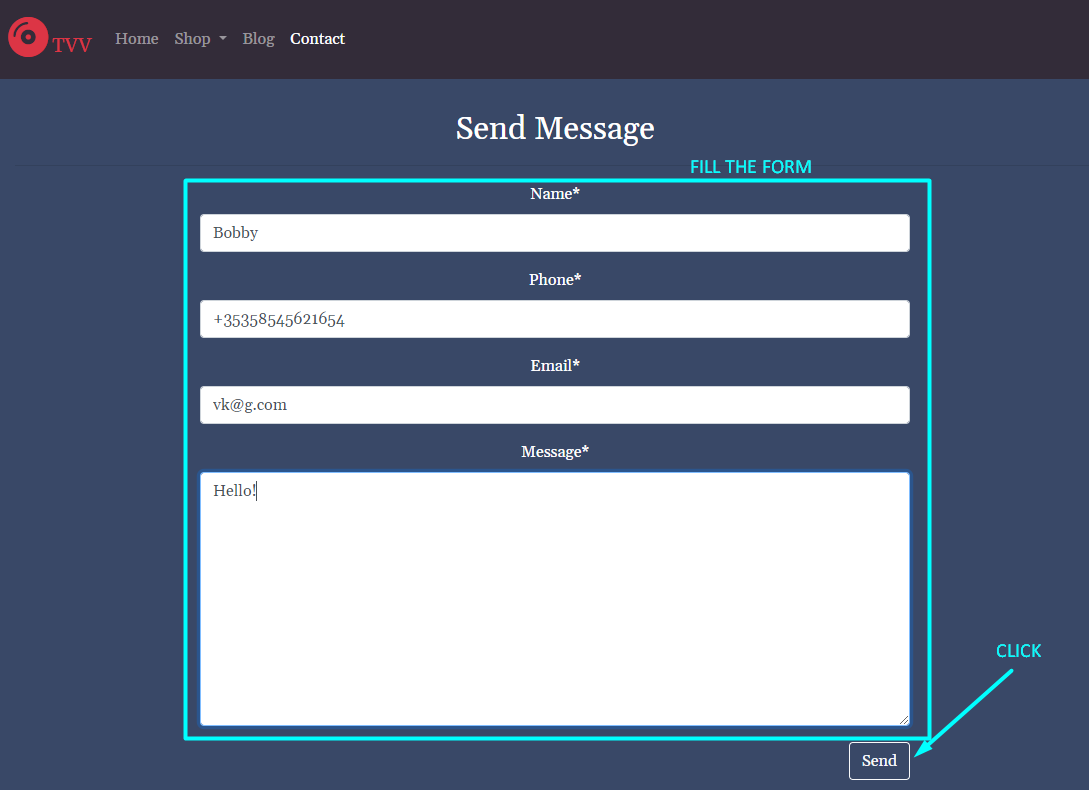 TVV Home Shop Blog Contact
Send Message
FILL THE FORM
Name*
Bobby
Phone*
+35358545621654
Email*
vk@g.com
Message*
Hello!
CLICK
Send